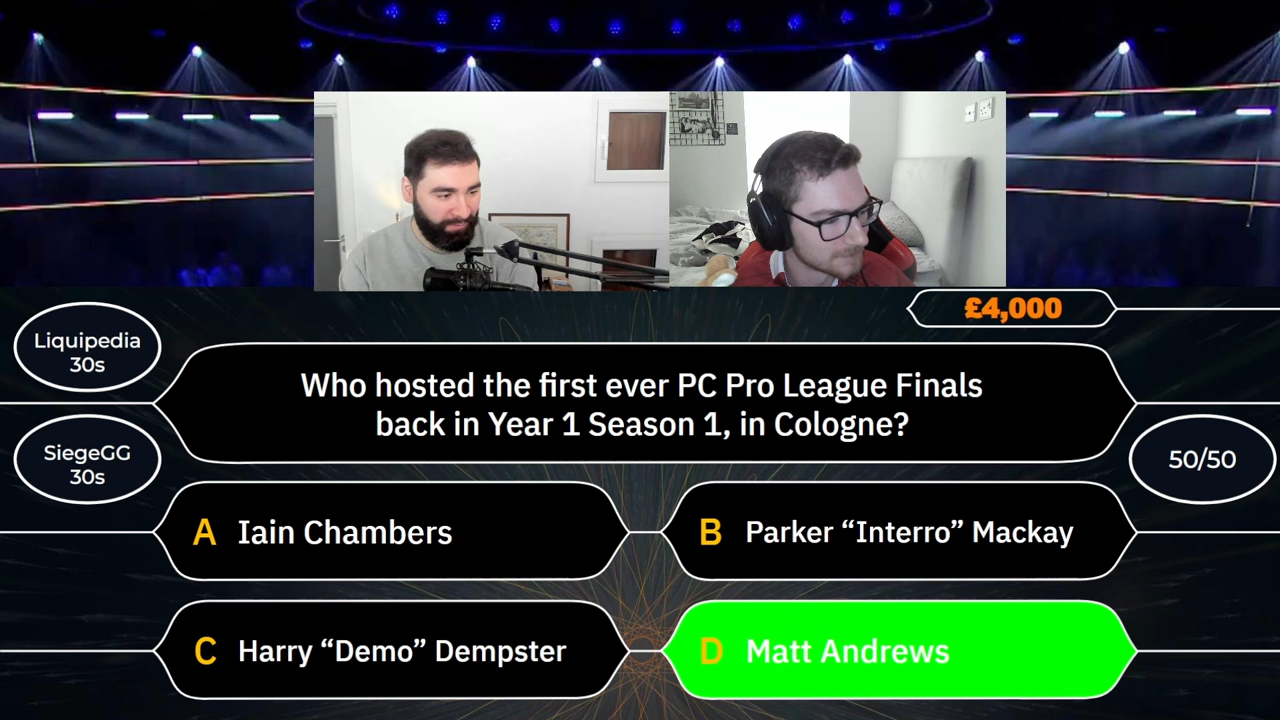 £4,000
Liquipedia
30s
Who hosted the first ever PC Pro League Finals
back in Year 1 Season 1, in Cologne?
SiegeGG
30s
50/50
A Iain Chambers
B Parker “Interro” Mackay
C Harry “Demo” Dempster
D Matt Andrews